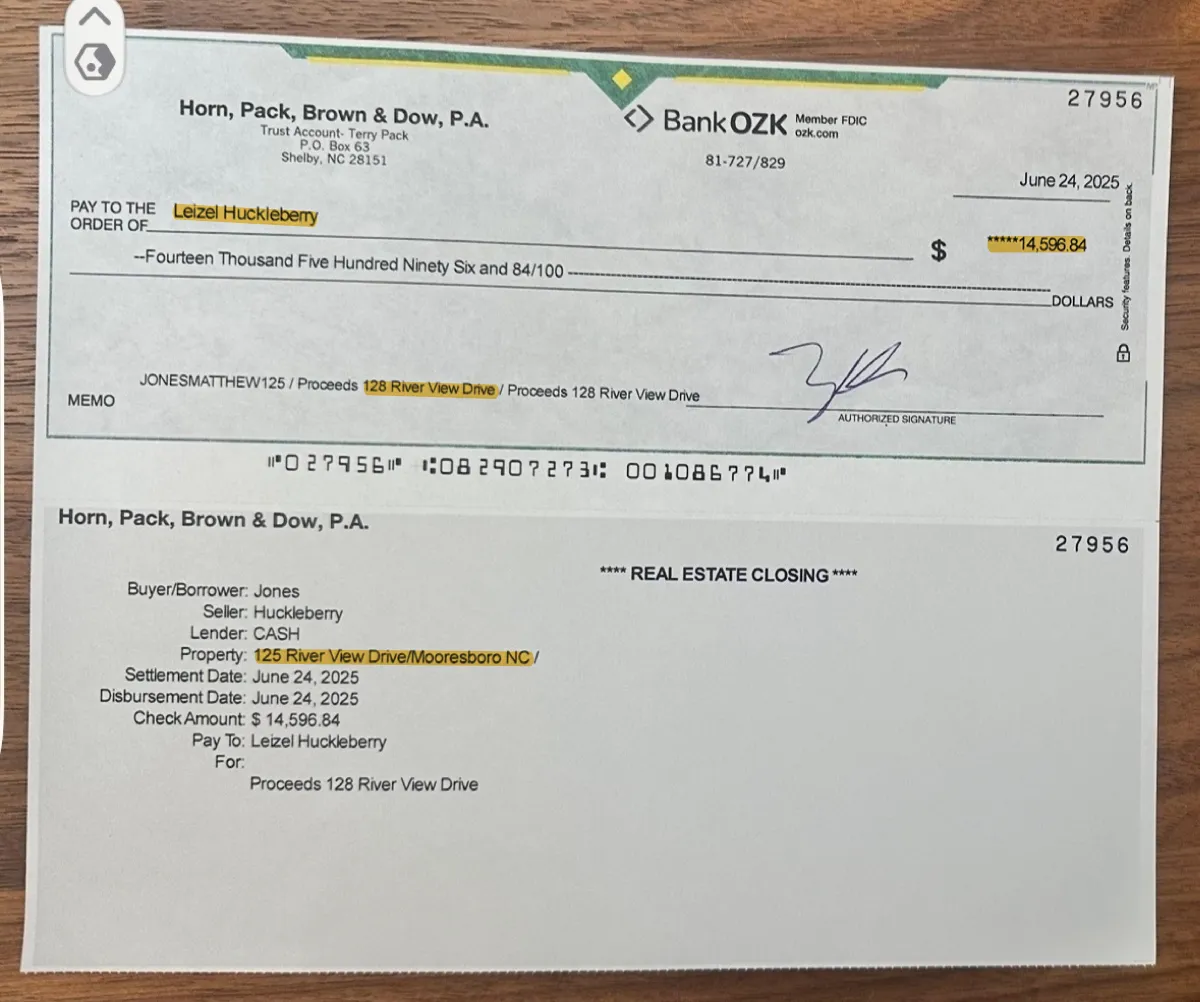 27956
Horn, Pack, Brown & Dow, P.A.
Trust Account- Terry Pack
P.O. Box 63
Shelby, NC 28151
BankOZK Member FDIC
ozk.com
81-727/829
June 24, 2025
PAY TO THE
ORDER OF Leizel Huckleberry
$ *****14,596.84
--Fourteen Thousand Five Hundred Ninety Six and 84/100 ----------
DOLLARS
Security features. Details on back.
JONESMATTHEW125 / Proceeds 128 River View Drive / Proceeds 128 River View Drive
MEMO
AUTHORIZED SIGNATURE
⑈027956⑈ ⑆082907273⑆ 001086774⑈
Horn, Pack, Brown & Dow, P.A.
27956
**** REAL ESTATE CLOSING ****
Buyer/Borrower: Jones
Seller: Huckleberry
Lender: CASH
Property: 125 River View Drive/Mooresboro NC /
Settlement Date: June 24, 2025
Disbursement Date: June 24, 2025
Check Amount: $ 14,596.84
Pay To: Leizel Huckleberry
For:
Proceeds 128 River View Drive